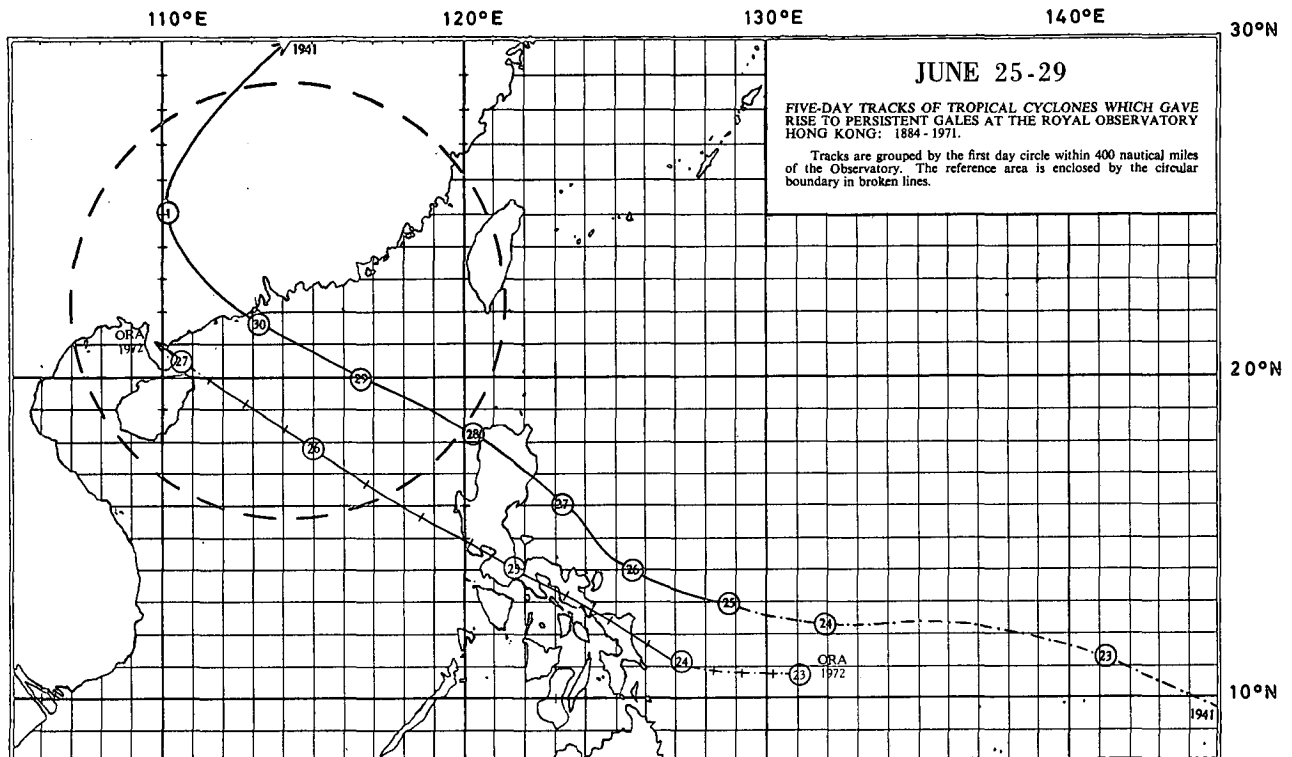 110°E 120°E 130°E 140°E
30°N
1941
JUNE 25-29
FIVE-DAY TRACKS OF TROPICAL CYCLONES WHICH GAVE
RISE TO PERSISTENT GALES AT THE ROYAL OBSERVATORY
HONG KONG: 1884-1971.
Tracks are grouped by the first day circle within 400 nautical miles
of the Observatory. The reference area is enclosed by the circular
boundary in broken lines.
1
30
ORA
1972
27
29
20°N
28
26
27
25
26
25
24
24
23
ORA
1972
23
10°N
1941